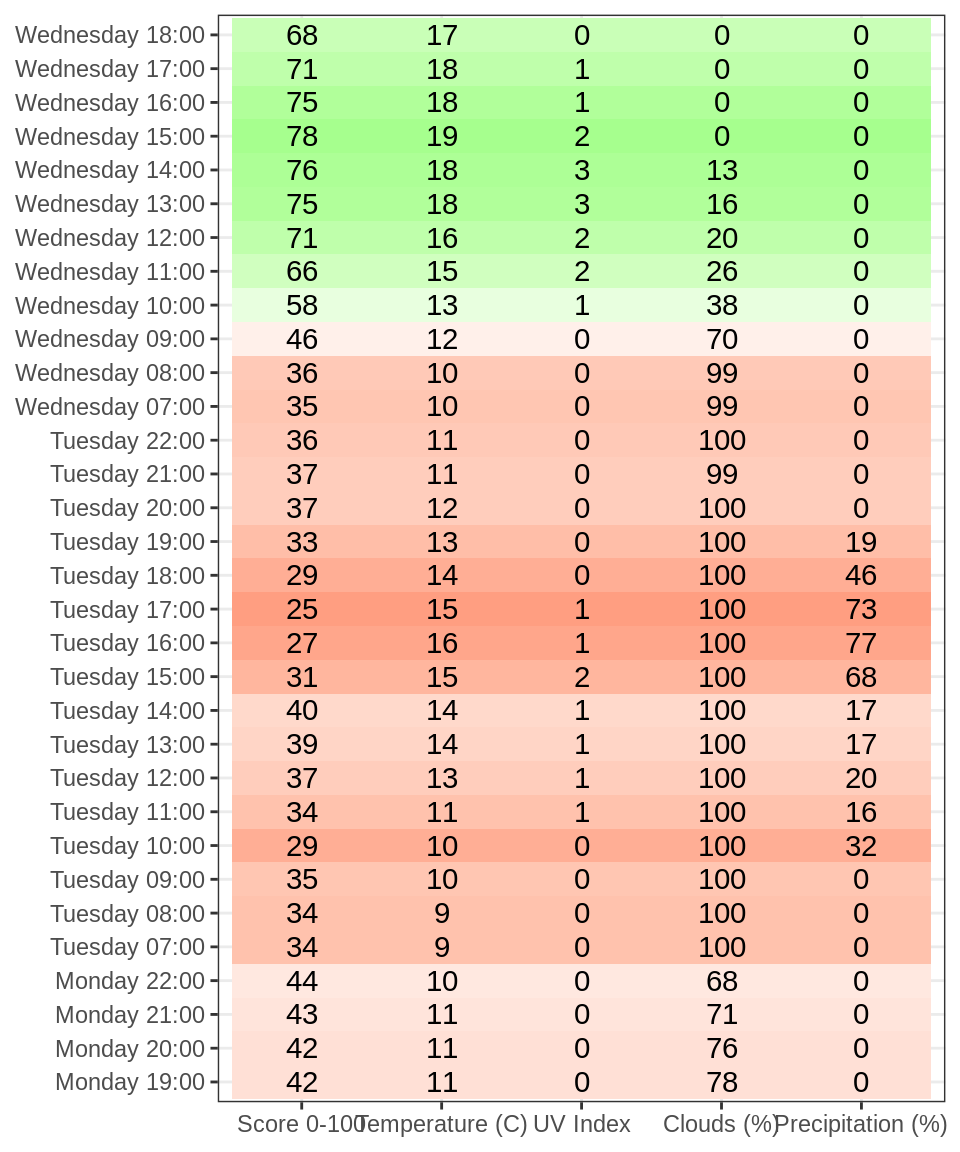 Wednesday 18:00 68 17 0 0 0
Wednesday 17:00 71 18 1 0 0
Wednesday 16:00 75 18 1 0 0
Wednesday 15:00 78 19 2 0 0
Wednesday 14:00 76 18 3 13 0
Wednesday 13:00 75 18 3 16 0
Wednesday 12:00 71 16 2 20 0
Wednesday 11:00 66 15 2 26 0
Wednesday 10:00 58 13 1 38 0
Wednesday 09:00 46 12 0 70 0
Wednesday 08:00 36 10 0 99 0
Wednesday 07:00 35 10 0 99 0
Tuesday 22:00 36 11 0 100 0
Tuesday 21:00 37 11 0 99 0
Tuesday 20:00 37 12 0 100 0
Tuesday 19:00 33 13 0 100 19
Tuesday 18:00 29 14 0 100 46
Tuesday 17:00 25 15 1 100 73
Tuesday 16:00 27 16 1 100 77
Tuesday 15:00 31 15 2 100 68
Tuesday 14:00 40 14 1 100 17
Tuesday 13:00 39 14 1 100 17
Tuesday 12:00 37 13 1 100 20
Tuesday 11:00 34 11 1 100 16
Tuesday 10:00 29 10 0 100 32
Tuesday 09:00 35 10 0 100 0
Tuesday 08:00 34 9 0 100 0
Tuesday 07:00 34 9 0 100 0
Monday 22:00 44 10 0 68 0
Monday 21:00 43 11 0 71 0
Monday 20:00 42 11 0 76 0
Monday 19:00 42 11 0 78 0
Score 0-100 Temperature (C) UV Index Clouds (%) Precipitation (%)